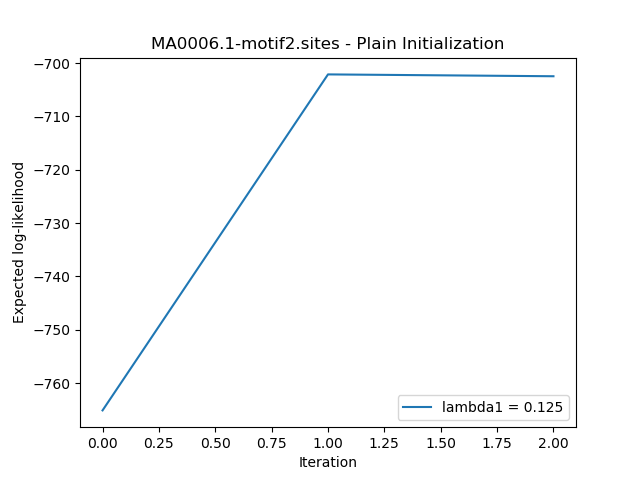 MA0006.1-motif2.sites - Plain Initialization
−700
−710
−720
−730
−740
−750
−760
Expected log-likelihood
lambda1 = 0.125
0.00 0.25 0.50 0.75 1.00 1.25 1.50 1.75 2.00
Iteration